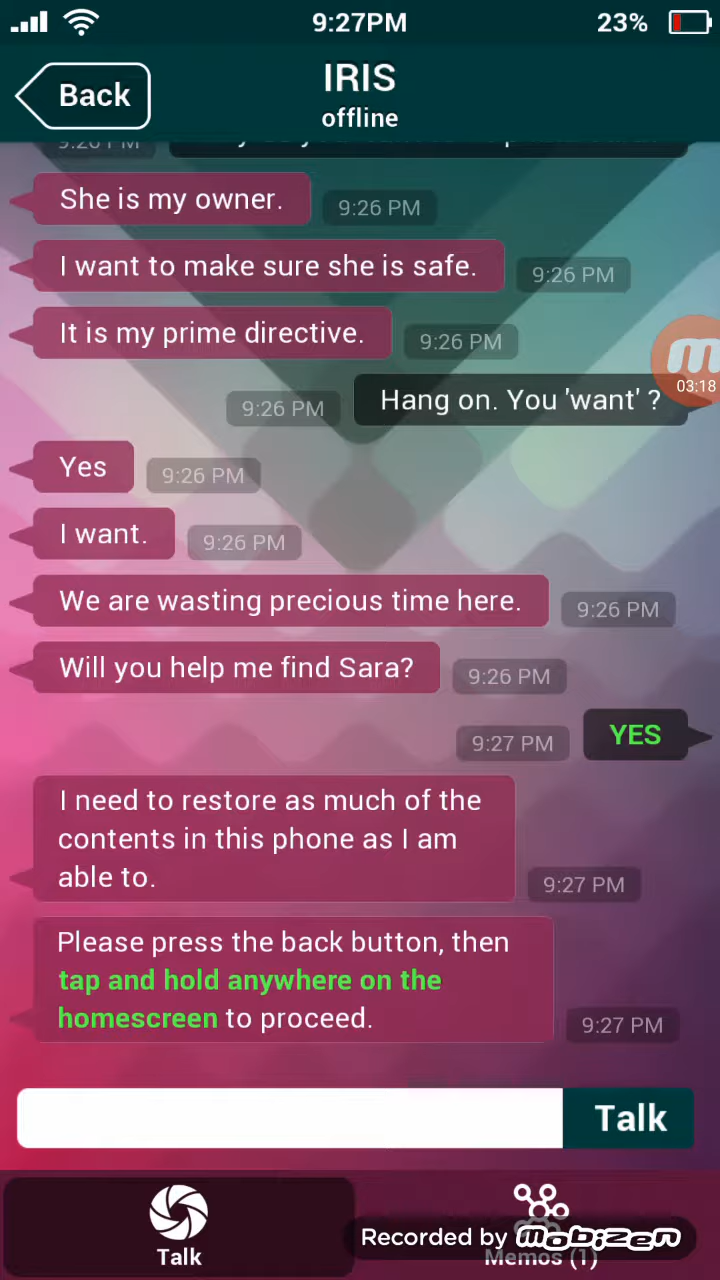 9:27PM
23%
Back
IRIS
offline
She is my owner.
9:26 PM
I want to make sure she is safe.
9:26 PM
It is my prime directive.
9:26 PM
03:18
9:26 PM
Hang on. You 'want' ?
Yes
9:26 PM
I want.
9:26 PM
We are wasting precious time here.
9:26 PM
Will you help me find Sara?
9:26 PM
9:27 PM
YES
I need to restore as much of the
contents in this phone as I am
able to.
9:27 PM
Please press the back button, then
tap and hold anywhere on the
homescreen to proceed.
9:27 PM
Talk
Talk
Recorded by Mobizen
Memos (1)